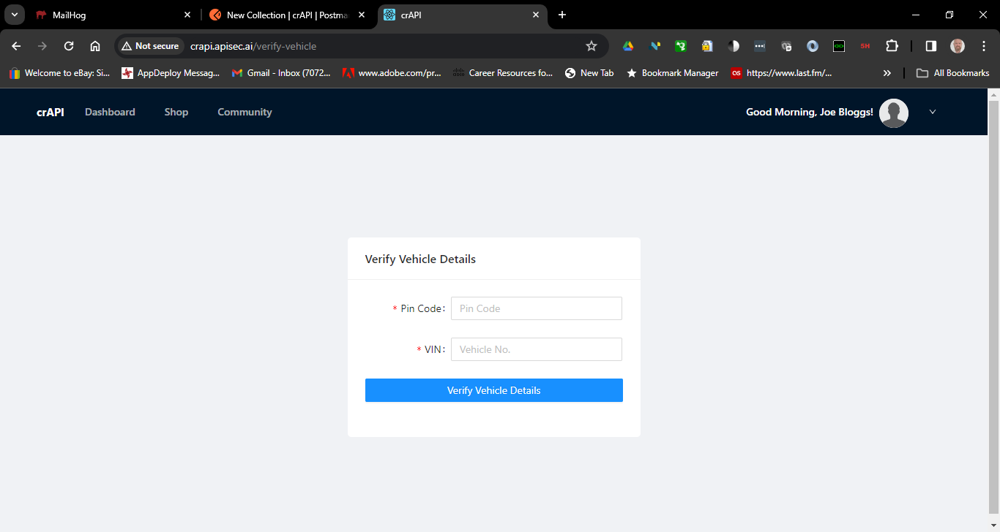 MailHog
New Collection | crAPI | Postma
crAPI
Not secure
crapi.apisec.ai/verify-vehicle
SH
Welcome to eBay: Si...
AppDeploy Messag...
Gmail - Inbox (7072...
www.adobe.com/pr...
cisco
Career Resources fo...
New Tab
Bookmark Manager
OS
https://www.last.fm/...
All Bookmarks
crAPI
Dashboard
Shop
Community
Good Morning, Joe Bloggs!
Verify Vehicle Details
* Pin Code:
Pin Code
* VIN:
Vehicle No.
Verify Vehicle Details